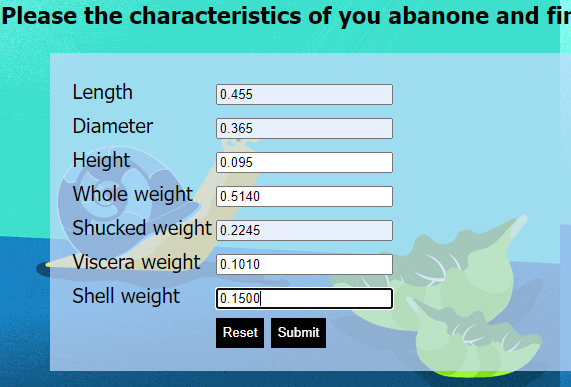 Please the characteristics of you abanone and
Length 0.455
Diameter 0.365
Height 0.095
Whole weight 0.5140
Shucked weight 0.2245
Viscera weight 0.1010
Shell weight 0.1500
Reset Submit